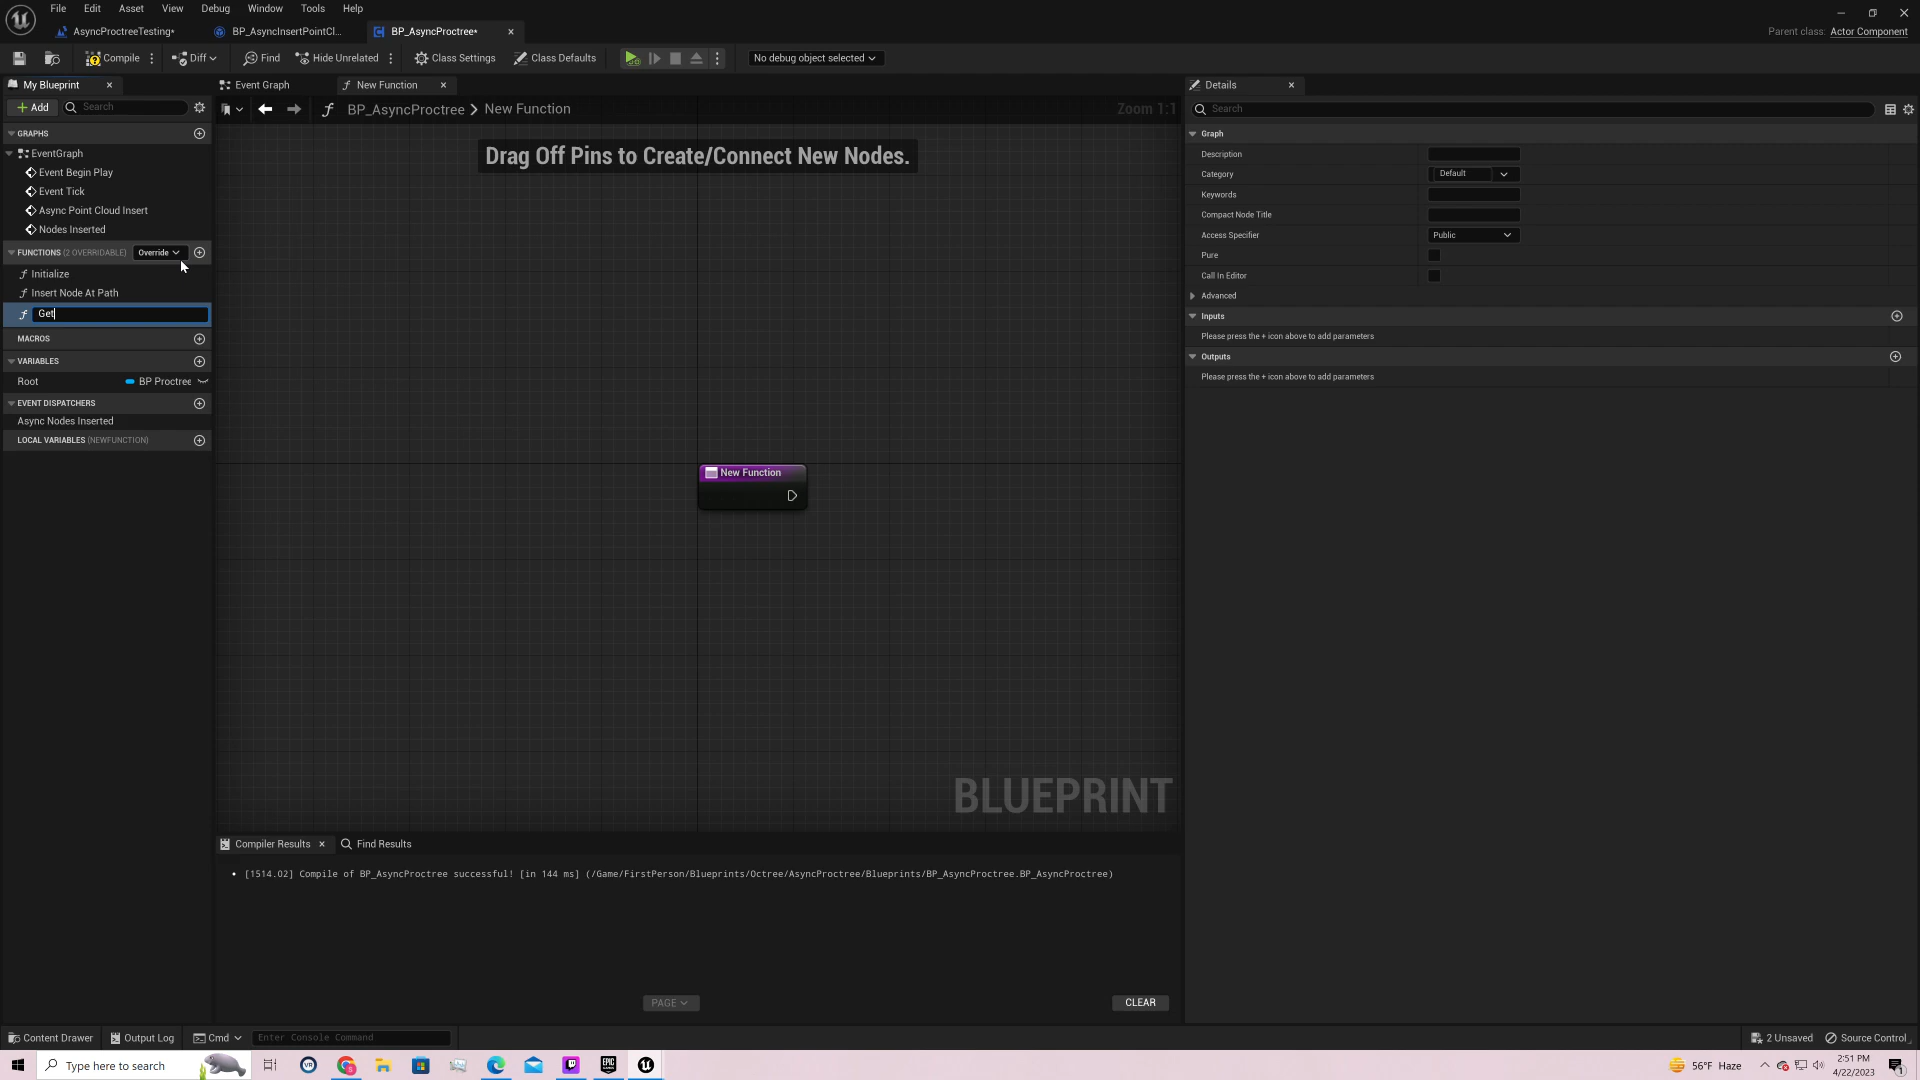 File Edit Asset View Debug Window Tools Help
AsyncProctreeTesting* BP_AsyncInsertPointCl... BP_AsyncProctree*
Parent class: Actor Component
Compile Diff Find Hide Unrelated Class Settings Class Defaults No debug object selected
My Blueprint Event Graph New Function Details
Add Search
BP_AsyncProctree > New Function
Zoom 1:1
Search
Drag Off Pins to Create/Connect New Nodes.
GRAPHS
EventGraph
Event Begin Play
Event Tick
Async Point Cloud Insert
Nodes Inserted
FUNCTIONS (2 OVERRIDABLE) Override
Initialize
Insert Node At Path
Get
MACROS
VARIABLES
Root BP Proctree
EVENT DISPATCHERS
Async Nodes Inserted
LOCAL VARIABLES (NEWFUNCTION)
New Function
BLUEPRINT
Graph
Description
Category Default
Keywords
Compact Node Title
Access Specifier Public
Pure
Call In Editor
Advanced
Inputs
Please press the + icon above to add parameters
Outputs
Please press the + icon above to add parameters
Compiler Results Find Results
[1514.02] Compile of BP_AsyncProctree successful! [in 144 ms] (/Game/FirstPerson/Blueprints/Octree/AsyncProctree/Blueprints/BP_AsyncProctree.BP_AsyncProctree)
PAGE
CLEAR
Content Drawer Output Log Cmd Enter Console Command 2 Unsaved Source Control
Type here to search
56°F Haze
2:51 PM
4/22/2023